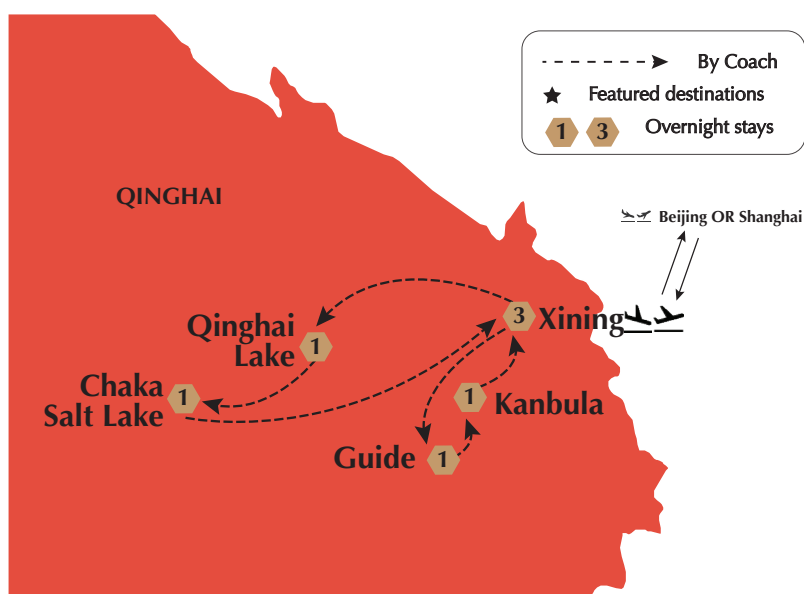 By Coach
Featured destinations
1 3 Overnight stays
QINGHAI
Beijing OR Shanghai
3 Xining
Qinghai
Lake 1
Chaka
Salt Lake 1
1 Kanbula
Guide 1